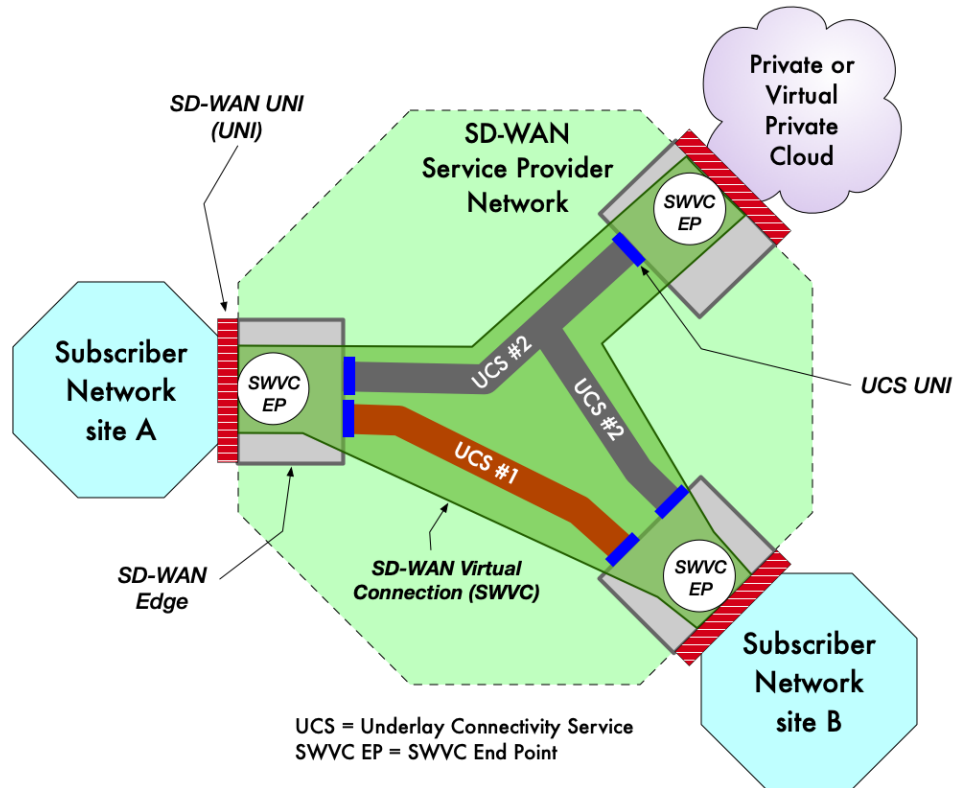 Private or
Virtual
Private
Cloud
SD-WAN UNI
(UNI)
SD-WAN
Service Provider
Network
SWVC
EP
Subscriber
Network
site A
SWVC
EP
UCS #2
UCS #2
UCS UNI
UCS #1
SD-WAN
Edge
SD-WAN Virtual
Connection (SWVC)
SWVC
EP
Subscriber
Network
site B
UCS = Underlay Connectivity Service
SWVC EP = SWVC End Point